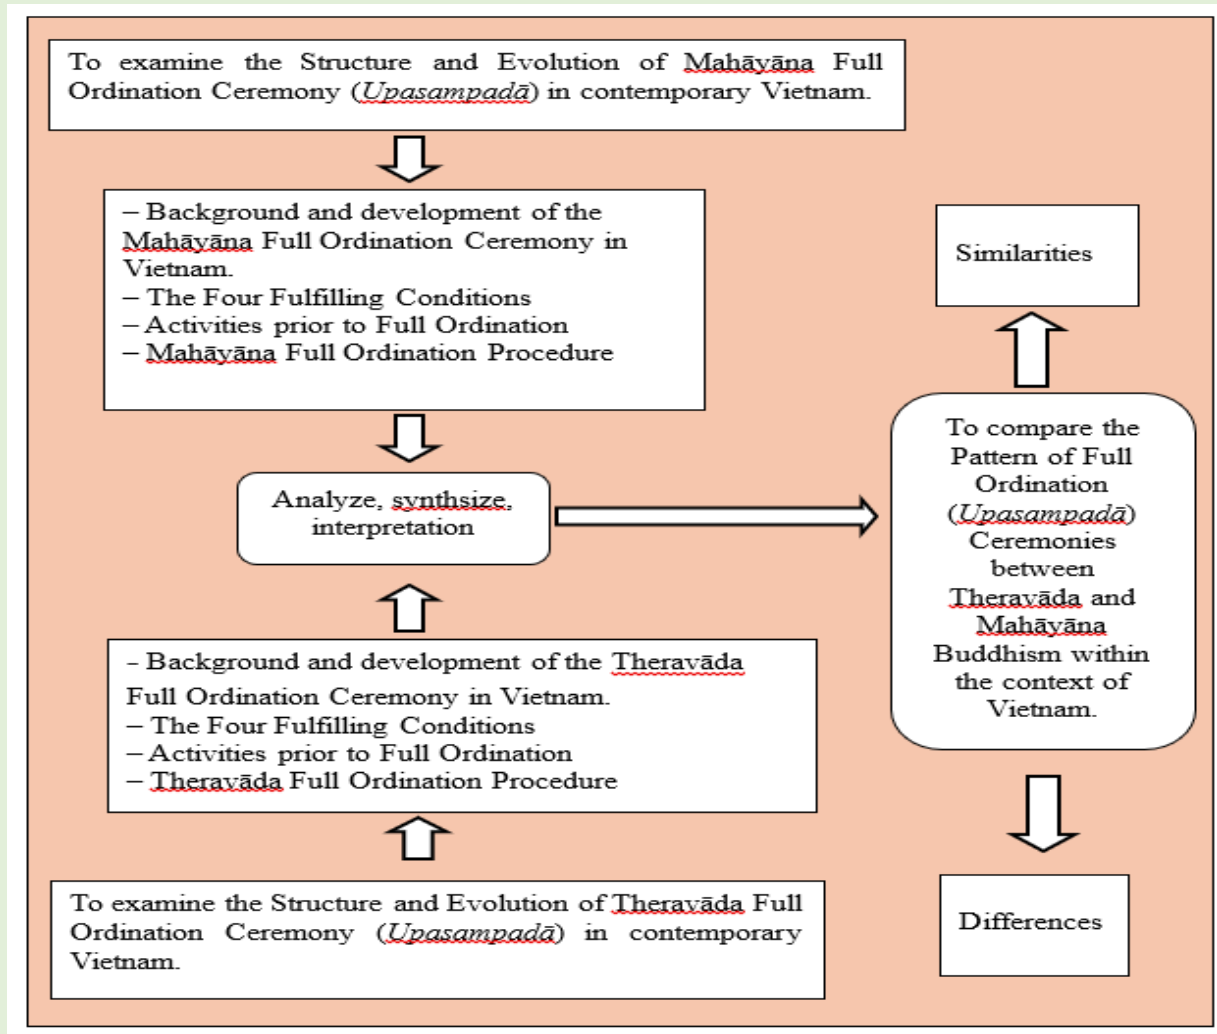 To examine the Structure and Evolution of Mahāyāna Full
Ordination Ceremony (Upasampadā) in contemporary Vietnam.
– Background and development of the
Mahāyāna Full Ordination Ceremony in
Vietnam.
– The Four Fulfilling Conditions
– Activities prior to Full Ordination
– Mahāyāna Full Ordination Procedure
Analyze, synthsize,
interpretation
- Background and development of the Theravāda
Full Ordination Ceremony in Vietnam.
– The Four Fulfilling Conditions
– Activities prior to Full Ordination
– Theravāda Full Ordination Procedure
To examine the Structure and Evolution of Theravāda Full
Ordination Ceremony (Upasampadā) in contemporary
Vietnam.
Similarities
To compare the
Pattern of Full
Ordination
(Upasampadā)
Ceremonies
between
Theravāda and
Mahāyāna
Buddhism within
the context of
Vietnam.
Differences